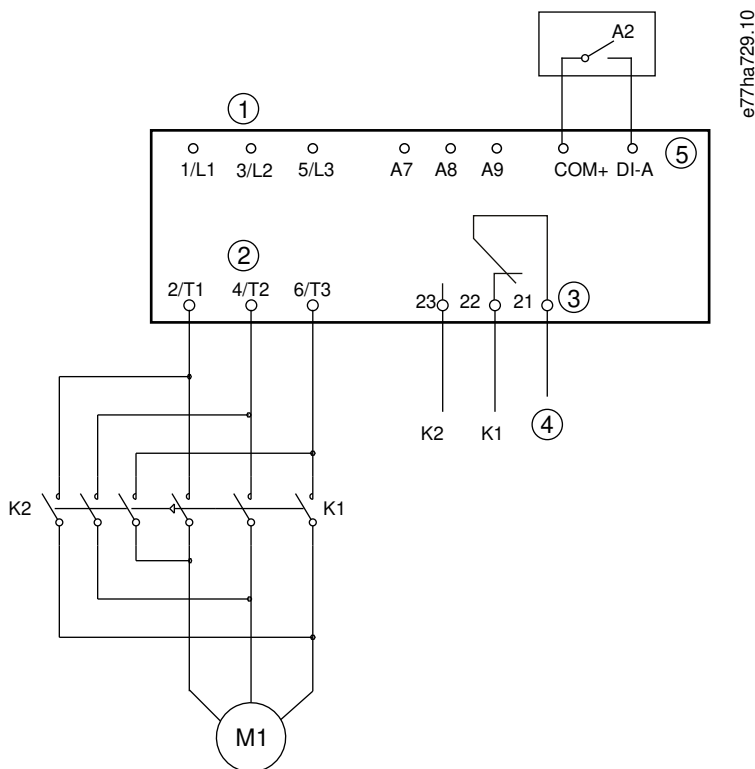 e77ha729.10
A2
1
5
1/L1 3/L2 5/L3 A7 A8 A9 COM+ DI-A
2
2/T1 4/T2 6/T3 23 22 21 3
K2 K1 4
K2 K1
M1